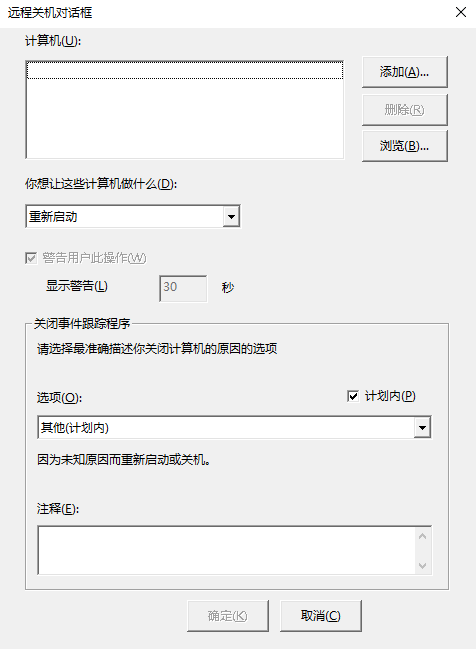 远程关机对话框
计算机(U):
添加(A)...
删除(R)
浏览(B)...
你想让这些计算机做什么(D):
重新启动
警告用户此操作(W)
显示警告(L) 30 秒
关闭事件跟踪程序
请选择最准确描述你关闭计算机的原因的选项
选项(O): 计划内(P)
其他(计划内)
因为未知原因而重新启动或关机。
注释(E):
确定(K) 取消(C)